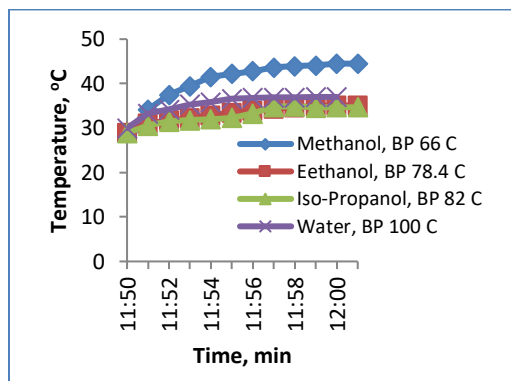 Temperature, ºC
50
40
30
20
10
0
Methanol, BP 66 C
Eethanol, BP 78.4 C
Iso-Propanol, BP 82 C
Water, BP 100 C
11:50
11:52
11:54
11:56
11:58
12:00
Time, min